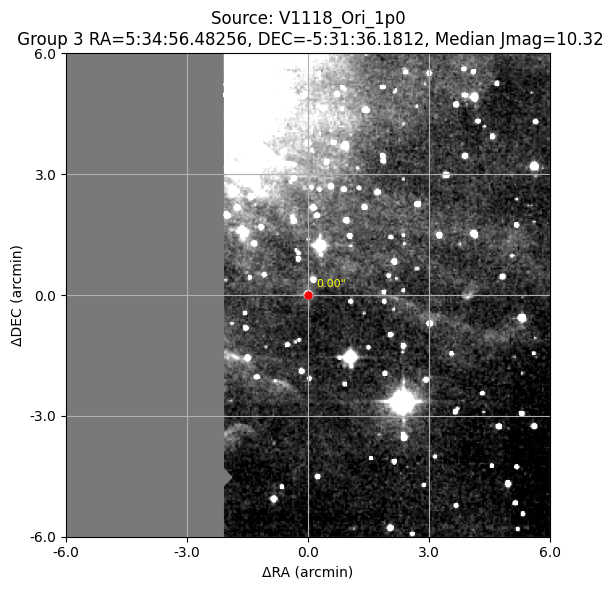 Source: V1118_Ori_1p0
Group 3 RA=5:34:56.48256, DEC=-5:31:36.1812, Median Jmag=10.32
6.0
3.0
0.0
-3.0
-6.0
ΔDEC (arcmin)
0.00"
-6.0 -3.0 0.0 3.0 6.0
ΔRA (arcmin)